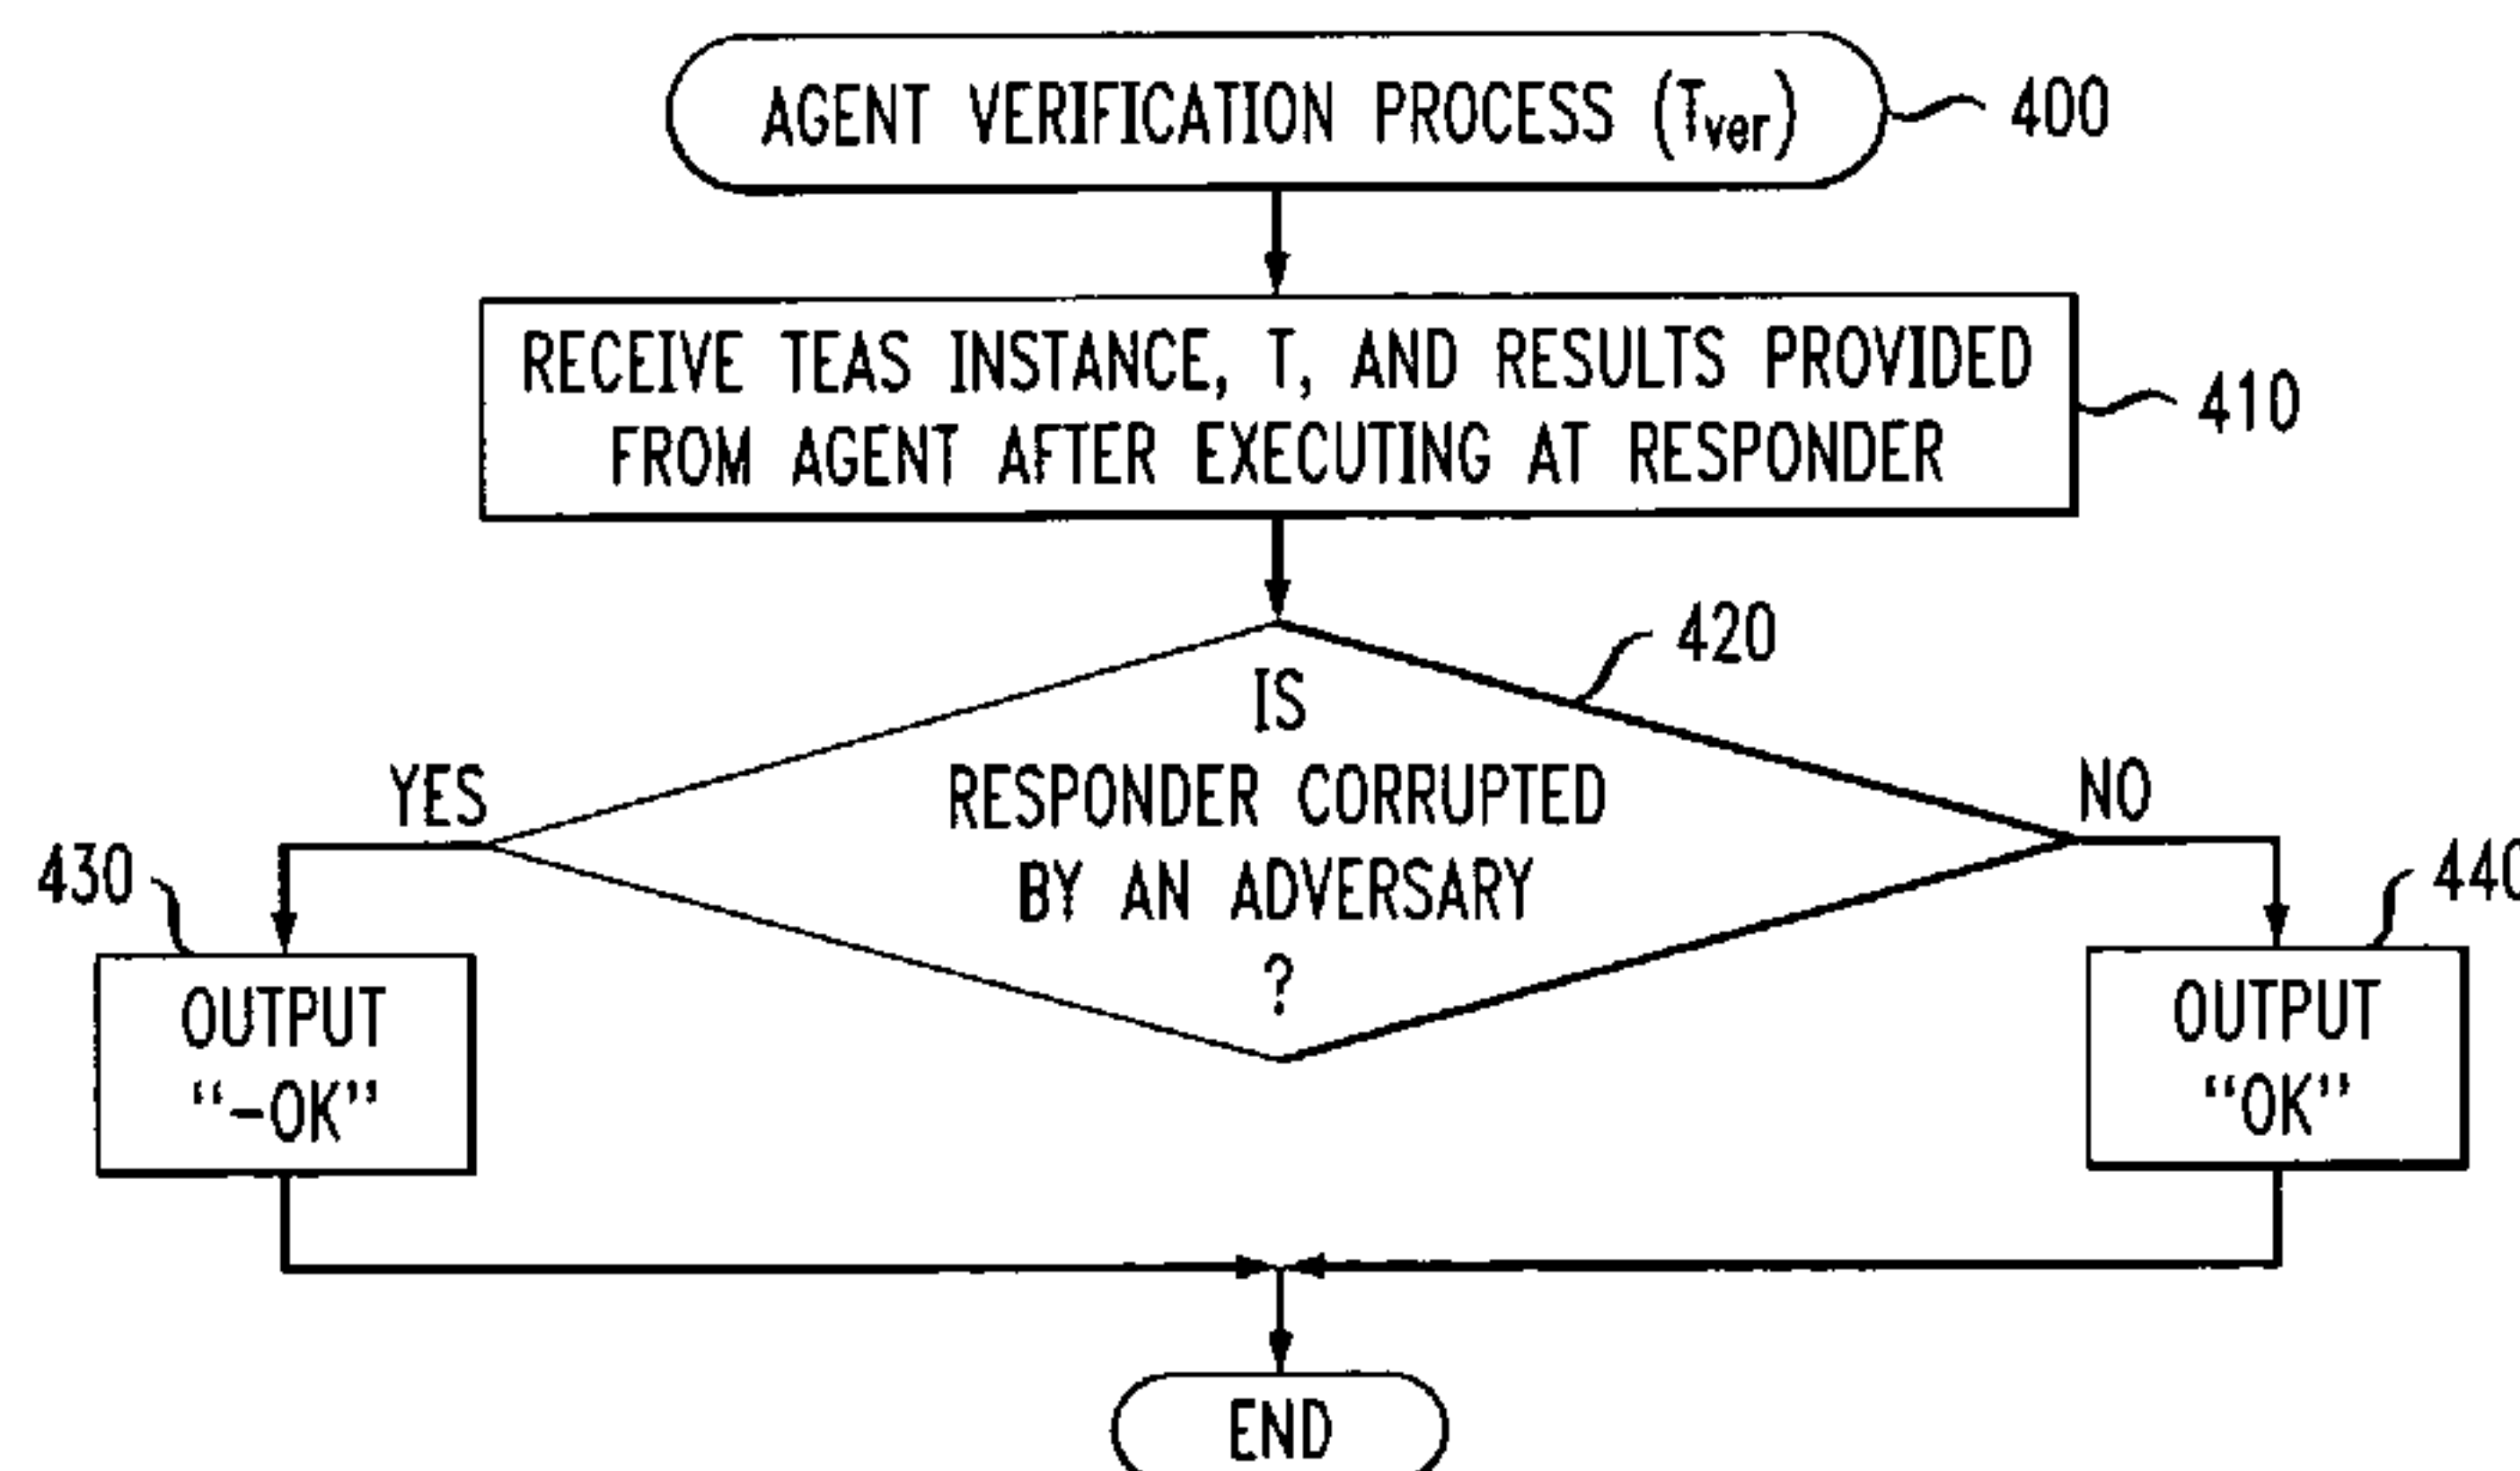 AGENT VERIFICATION PROCESS (Tver)
400
RECEIVE TEAS INSTANCE, T, AND RESULTS PROVIDED
FROM AGENT AFTER EXECUTING AT RESPONDER
410
420
IS
RESPONDER CORRUPTED
BY AN ADVERSARY
?
YES
NO
430
440
OUTPUT
“-OK”
OUTPUT
“OK”
END